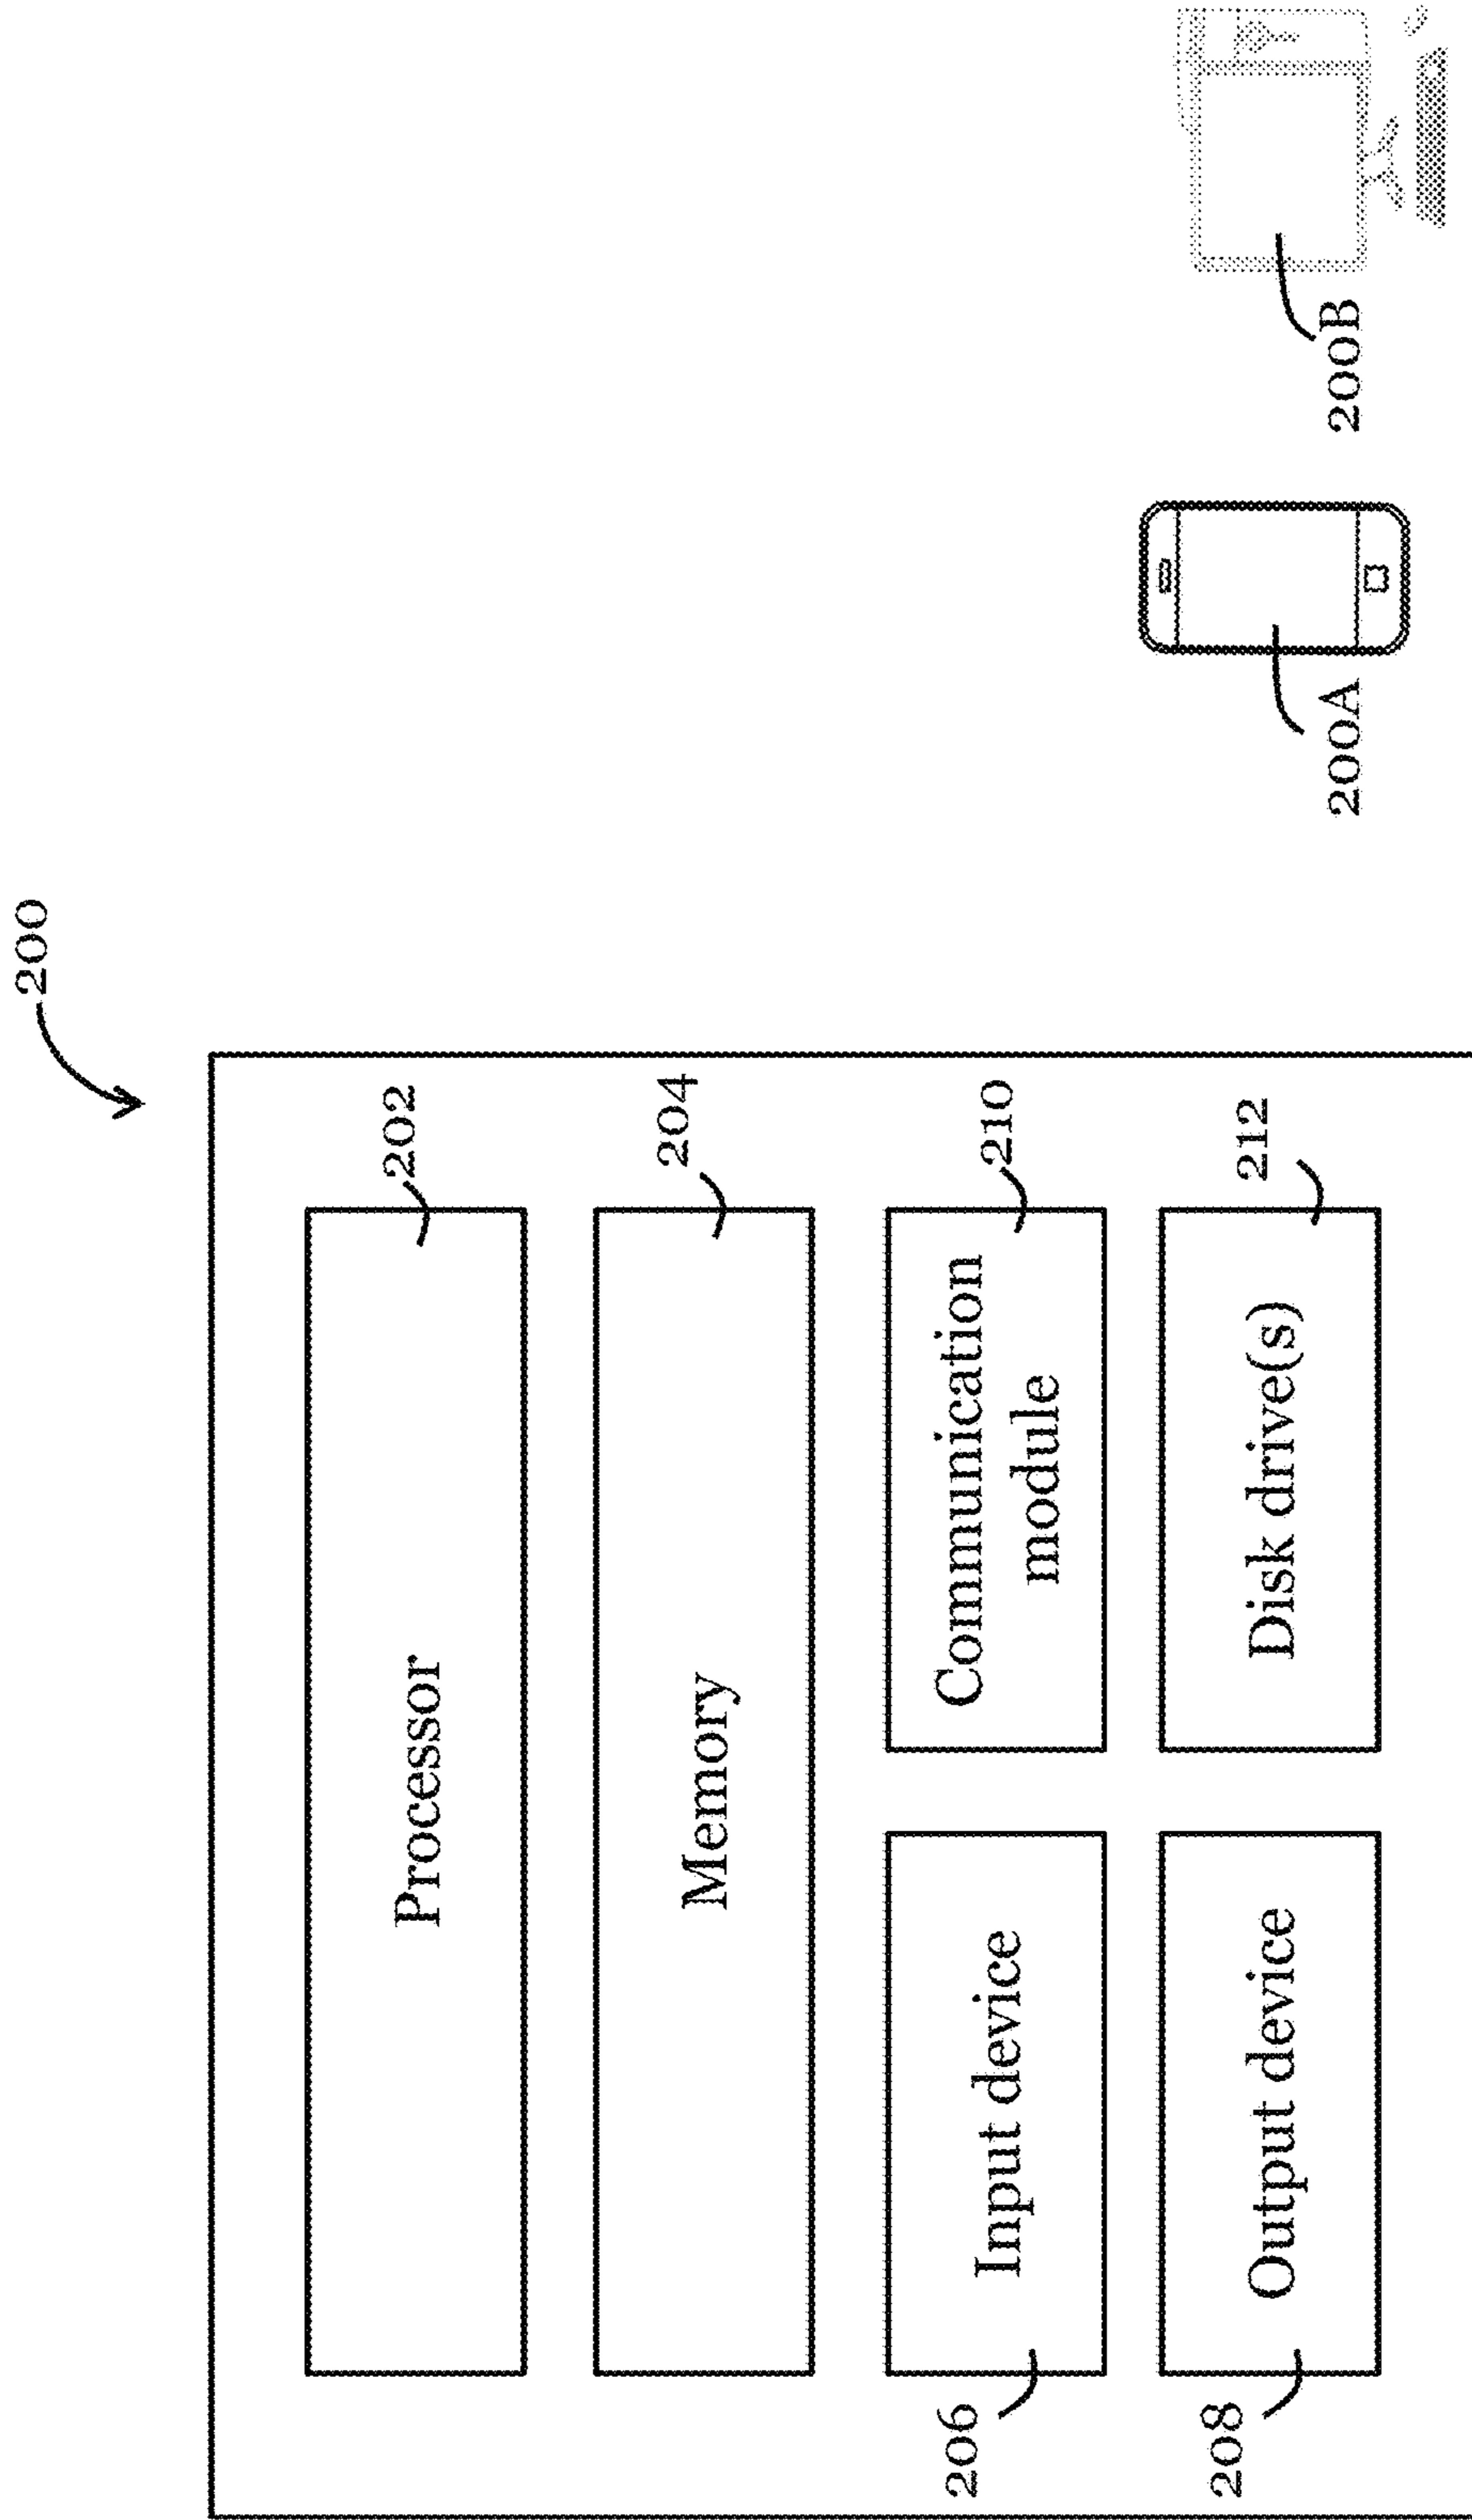 200
Processor
202
Memory
204
206
Input device
Communication
module
210
208
Output device
Disk drive(s)
212
200A
200B